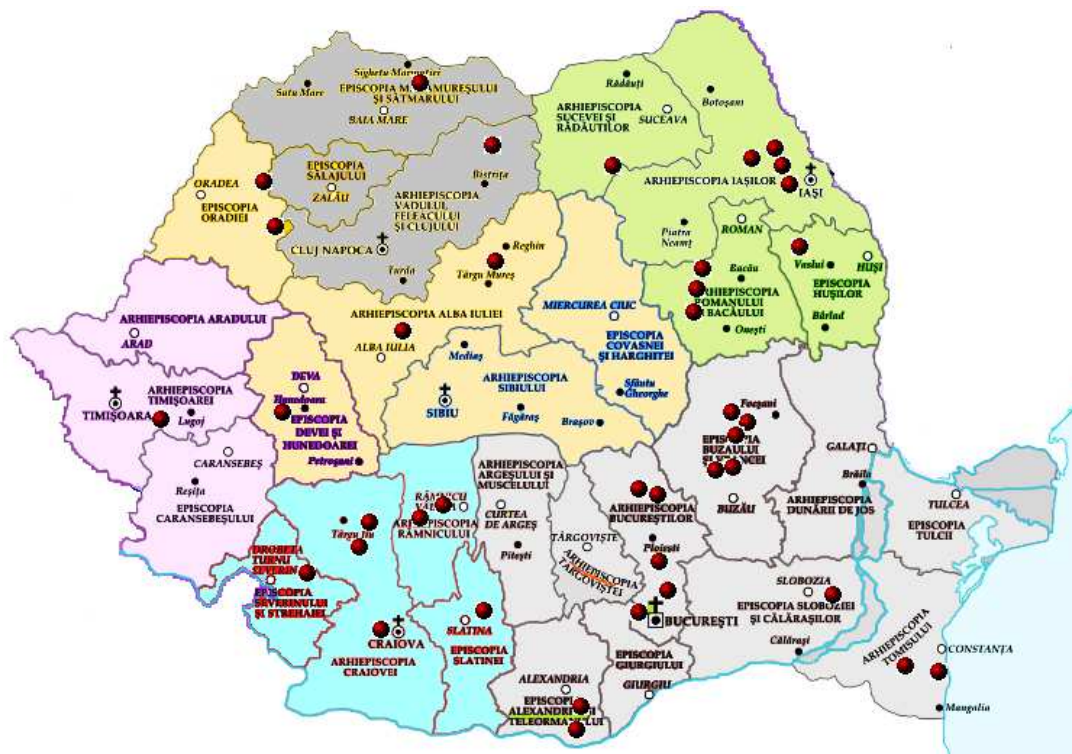 Sighetu Marmației
Satu Mare
EPISCOPIA
ȘI SĂTMARULUI
BAIA MARE
Rădăuți
ARHIEPISCOPIA
SUCEVEI ȘI
RĂDĂUȚILOR
SUCEAVA
Botoșani
ORADEA
EPISCOPIA
ORADIEI
EPISCOPIA
SĂLAJULUI
ZALĂU
Bistrița
ARHIEPISCOPIA
VADULUI,
FELEACULUI
ȘI CLUJULUI
CLUJ NAPOCA
Turda
ARHIEPISCOPIA IAȘILOR
IAȘI
Piatra
Neamț
ROMAN
Reghin
Târgu Mureș
Bacău
ARHIEPISCOPIA
ROMANULUI
ȘI BACĂULUI
Onești
Vaslui
HUȘI
EPISCOPIA
HUȘILOR
Bârlad
MIERCUREA CIUC
EPISCOPIA
COVASNEI
ȘI HARGHITEI
Sfântu
Gheorghe
ARHIEPISCOPIA ARADULUI
ARAD
ARHIEPISCOPIA ALBA IULIEI
ALBA IULIA
Mediaș
ARHIEPISCOPIA
SIBIULUI
SIBIU
Făgăraș
Brașov
TIMIȘOARA
ARHIEPISCOPIA
TIMIȘOAREI
Lugoj
DEVA
Hunedoara
EPISCOPIA
DEVEI ȘI
HUNEDOAREI
Petroșani
CARANSEBEȘ
Reșița
EPISCOPIA
CARANSEBEȘULUI
Focșani
EPISCOPIA
BUZĂULUI
BUZĂU
GALAȚI
Brăila
ARHIEPISCOPIA
DUNĂRII DE JOS
TULCEA
EPISCOPIA
TULCII
ARHIEPISCOPIA
ARGEȘULUI ȘI
MUSCELULUI
CURTEA
DE ARGEȘ
Pitești
RÂMNICU
ARHIEPISCOPIA
RÂMNICULUI
ARHIEPISCOPIA
BUCUREȘTILOR
Ploiești
TÂRGOVIȘTE
ARHIEPISCOPIA
TÂRGOVIȘTEI
Târgu Jiu
DROBETA
TURNU
SEVERIN
EPISCOPIA
SEVERINULUI
ȘI STREHAIEI
CRAIOVA
ARHIEPISCOPIA
CRAIOVEI
SLATINA
EPISCOPIA
SLATINEI
BUCUREȘTI
SLOBOZIA
EPISCOPIA SLOBOZIEI
ȘI CĂLĂRAȘILOR
Călărași
EPISCOPIA
GIURGIULUI
GIURGIU
ALEXANDRIA
TELEORMANULUI
ARHIEPISCOPIA
TOMISULUI
CONSTANȚA
Mangalia